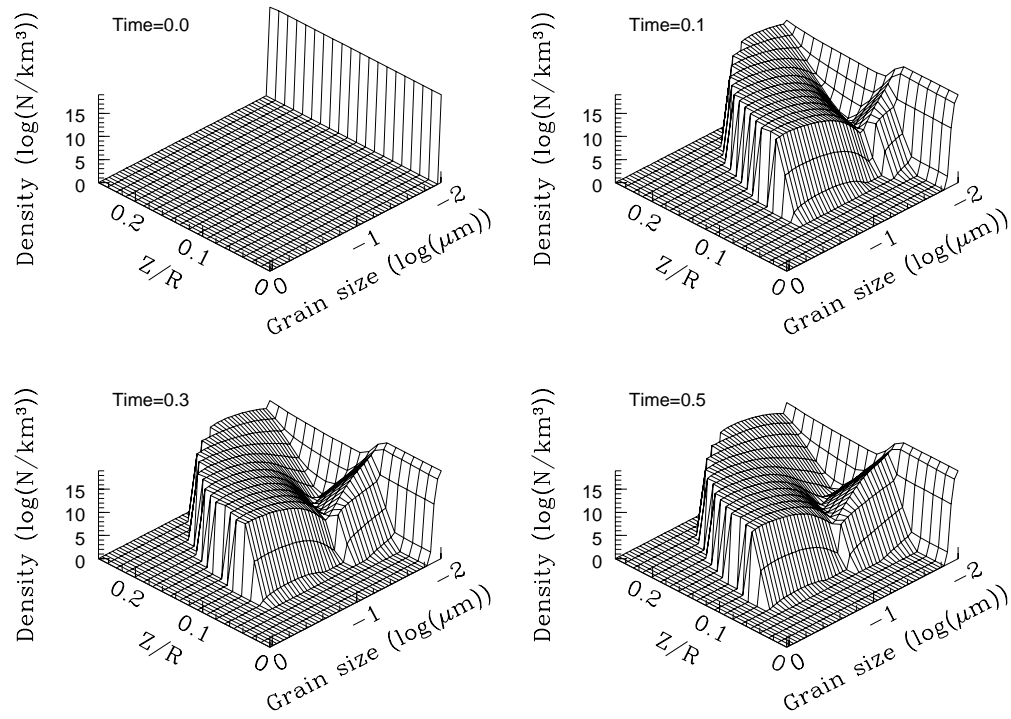 Time=0.0
Density (log(N/km³))
15
10
5
0
0.2
0.1
0
Z/R
0
−1
−2
Grain size (log(μm))
Time=0.1
Density (log(N/km³))
15
10
5
0
0.2
0.1
0
Z/R
0
−1
−2
Grain size (log(μm))
Time=0.3
Density (log(N/km³))
15
10
5
0
0.2
0.1
0
Z/R
0
−1
−2
Grain size (log(μm))
Time=0.5
Density (log(N/km³))
15
10
5
0
0.2
0.1
0
Z/R
0
−1
−2
Grain size (log(μm))